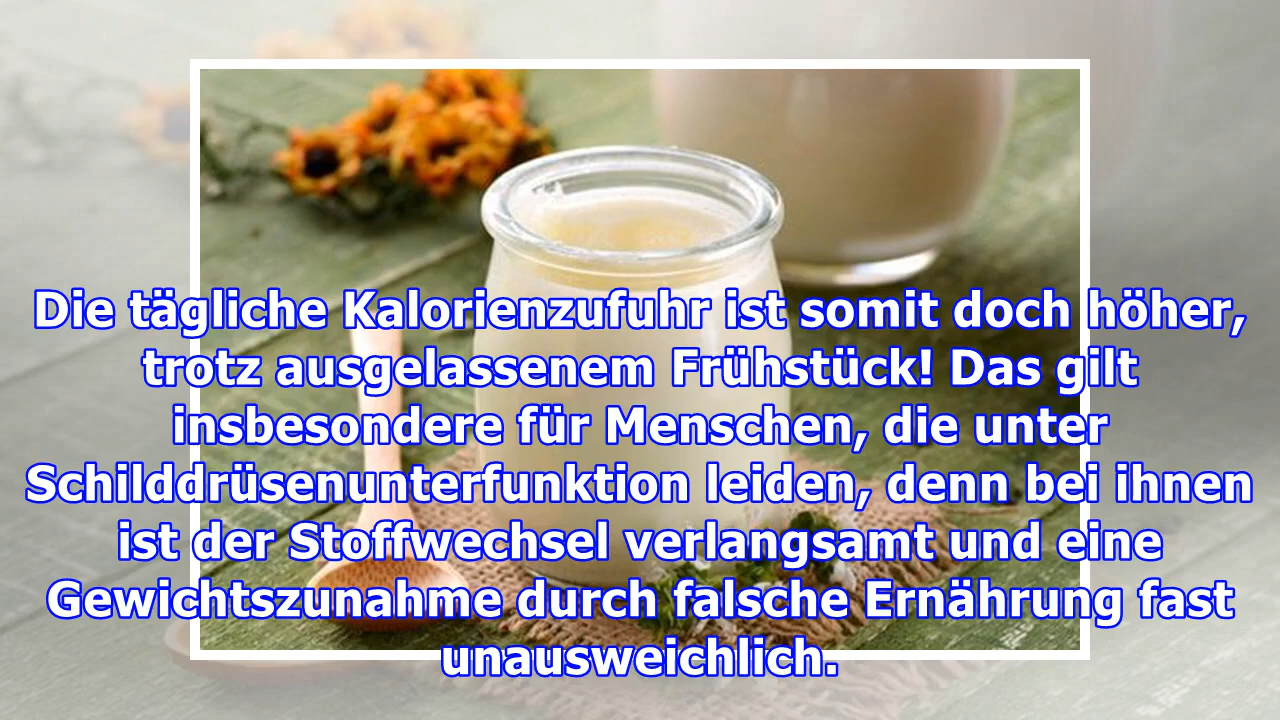 Die tägliche Kalorienzufuhr ist somit doch höher,
trotz ausgelassenem Frühstück! Das gilt
insbesondere für Menschen, die unter
Schilddrüsenunterfunktion leiden, denn bei ihnen
ist der Stoffwechsel verlangsamt und eine
Gewichtszunahme durch falsche Ernährung fast
unausweichlich.